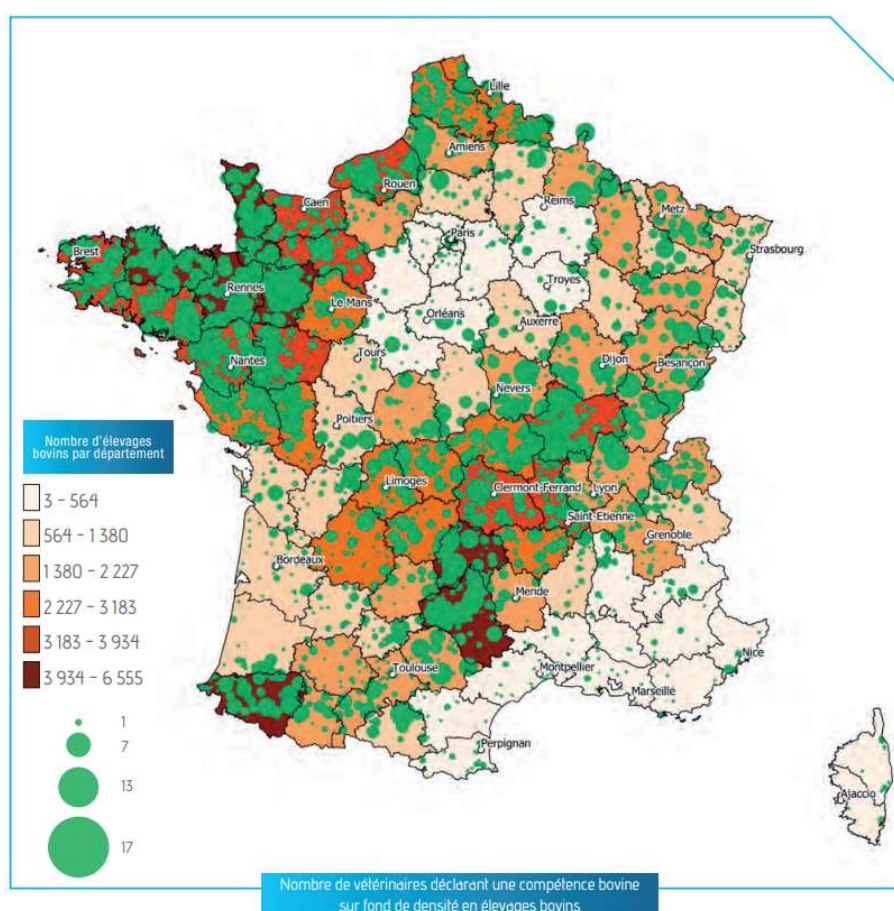 Lille
Amiens
Rouen
Caen
Reims
Metz
Paris
Strasbourg
Brest
Rennes
Troyes
Le Mans
Orléans
Auxerre
Tours
Nantes
Dijon
Besançon
Nevers
Poitiers
Nombre d'élevages
bovins par département
3 – 564
564 – 1 380
1 380 – 2 227
2 227 – 3 183
3 183 – 3 934
3 934 – 6 555
1
7
13
17
Limoges
Clermont-Ferrand
Lyon
Saint-Etienne
Grenoble
Bordeaux
Mende
Toulouse
Montpellier
Nice
Marseille
Perpignan
Ajaccio
Nombre de vétérinaires déclarant une compétence bovine
sur fond de densité en élevages bovins